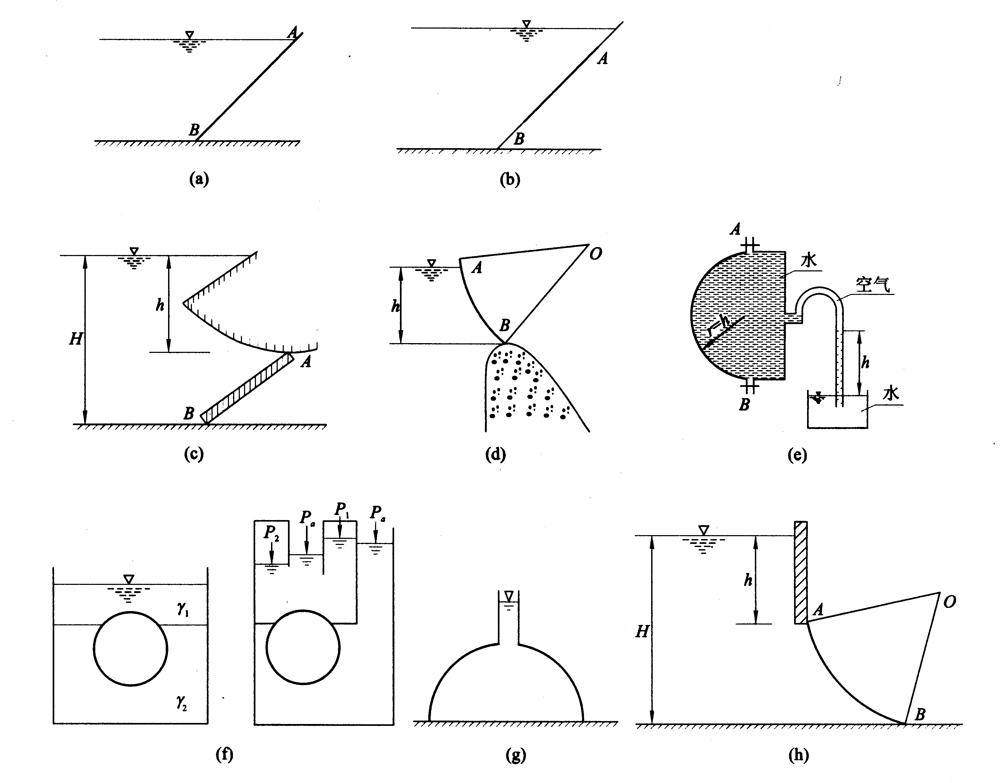 A
B
(a)
A
B
(b)
H
h
A
B
(c)
h
A
O
B
(d)
A
水
空气
r=h
h
B
水
(e)
γ1
γ2
P2
Pa
P1
Pa
(f)
(g)
H
h
A
O
B
(h)